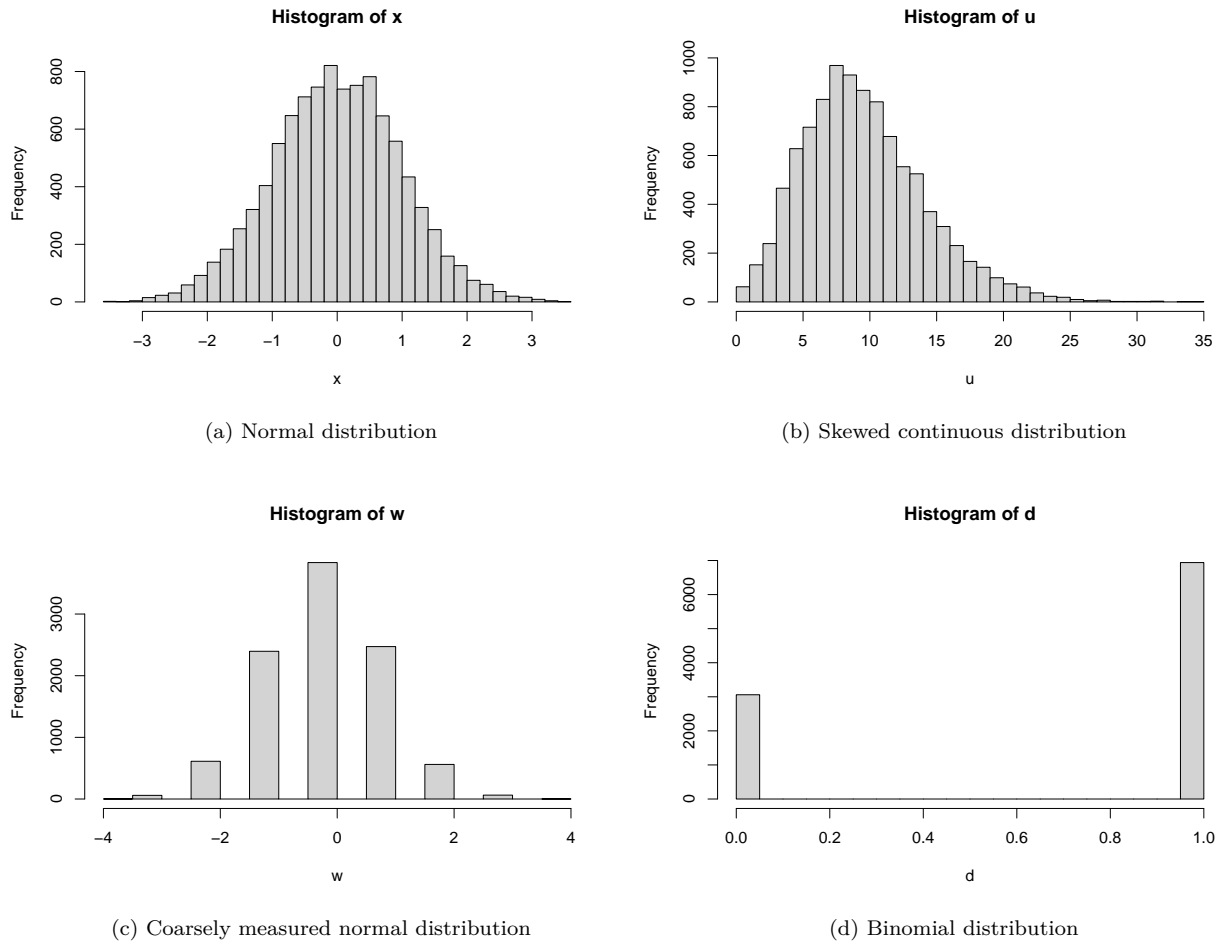 Histogram of x
Frequency
0 200 400 600 800
−3 −2 −1 0 1 2 3
x
(a) Normal distribution
Histogram of u
Frequency
0 200 400 600 800 1000
0 5 10 15 20 25 30 35
u
(b) Skewed continuous distribution
Histogram of w
Frequency
0 1000 2000 3000
−4 −2 0 2 4
w
(c) Coarsely measured normal distribution
Histogram of d
Frequency
0 2000 4000 6000
0.0 0.2 0.4 0.6 0.8 1.0
d
(d) Binomial distribution